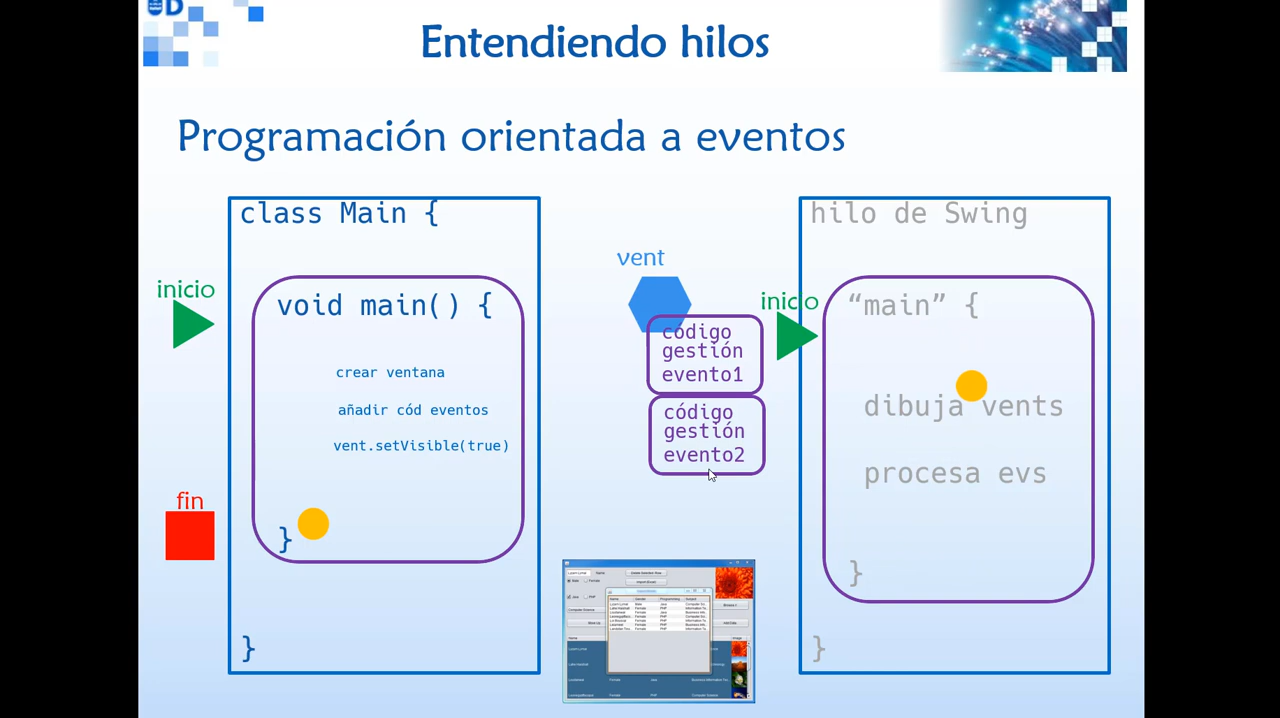 Entendiendo hilos
Programación orientada a eventos
class Main {
inicio
void main() {
crear ventana
añadir cód eventos
vent.setVisible(true)
fin
}
}
vent
código
gestión
evento1
código
gestión
evento2
hilo de Swing
inicio
“main” {
dibuja vents
procesa evs
}
}